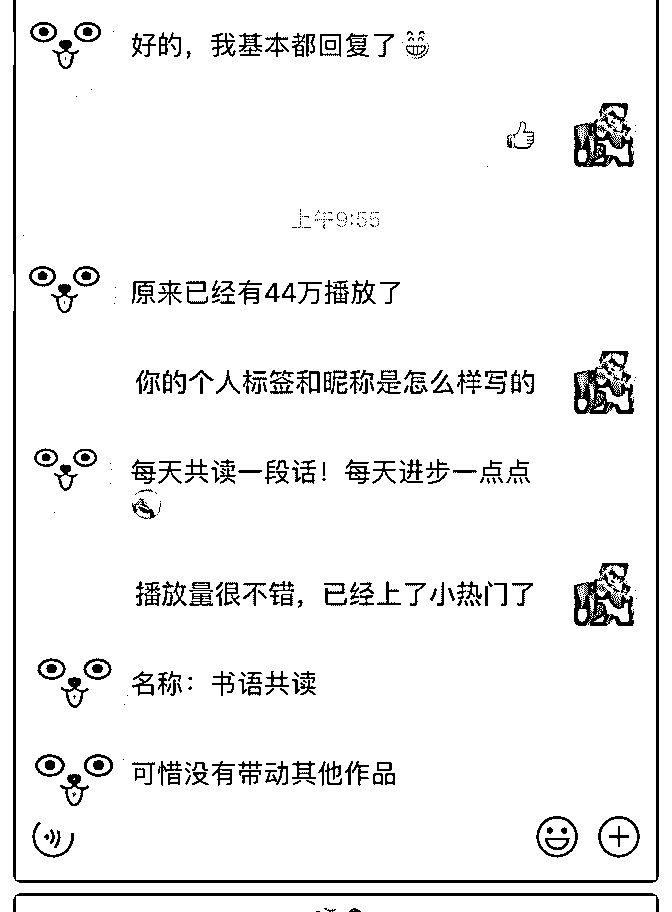 好的，我基本都回复了😁
👍
上午9:55
原来已经有44万播放了
你的个人标签和昵称是怎么样写的
每天共读一段话！每天进步一点点
播放量很不错，已经上了小热门了
名称：书语共读
可惜没有带动其他作品